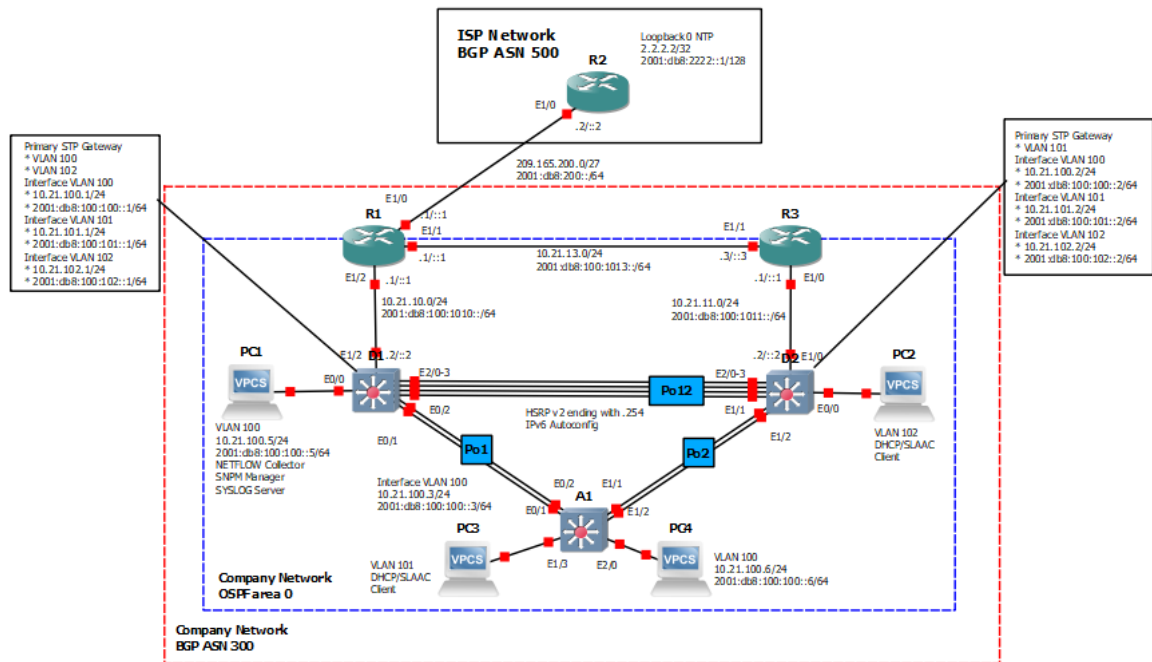 ISP Network
BGP ASN 500
R2
Loopback 0 NTP
2.2.2.2/32
2001:db8:2222::1/128
E1/0
.2/::2
209.165.200.0/27
2001:db8:200::/64
Primary STP Gateway
* VLAN 100
* VLAN 102
Interface VLAN 100
* 10.21.100.1/24
* 2001:db8:100:100::1/64
Interface VLAN 101
* 10.21.101.1/24
* 2001:db8:100:101::1/64
Interface VLAN 102
* 10.21.102.1/24
* 2001:db8:100:102::1/64
Primary STP Gateway
* VLAN 101
Interface VLAN 100
* 10.21.100.2/24
* 2001:db8:100:100::2/64
Interface VLAN 101
* 10.21.101.2/24
* 2001:db8:100:101::2/64
Interface VLAN 102
* 10.21.102.2/24
* 2001:db8:100:102::2/64
E1/0
R1
.1/::1
E1/1
.1/::1
E1/2
.1/::1
10.21.13.0/24
2001:db8:100:1013::/64
R3
E1/1
.3/::3
.1/::1
E1/0
10.21.10.0/24
2001:db8:100:1010::/64
10.21.11.0/24
2001:db8:100:1011::/64
E1/2
D1
.2/::2
.2/::2
D2
E1/0
PC1
VPCS
E0/0
VLAN 100
10.21.100.5/24
2001:db8:100:100::5/64
NETFLOW Collector
SNPM Manager
SYSLOG Server
E2/0-3
Po12
E2/0-3
HSRP v2 ending with .254
IPv6 Autoconfig
E0/2
E0/1
Po1
E1/1
E1/2
Po2
PC2
VPCS
E0/0
VLAN 102
DHCP/SLAAC
Client
Interface VLAN 100
10.21.100.3/24
2001:db8:100:100::3/64
E0/2
E0/1
A1
E1/1
E1/2
E1/3
E2/0
PC3
VPCS
VLAN 101
DHCP/SLAAC
Client
PC4
VPCS
VLAN 100
10.21.100.6/24
2001:db8:100:100::6/64
Company Network
OSPF area 0
Company Network
BGP ASN 300